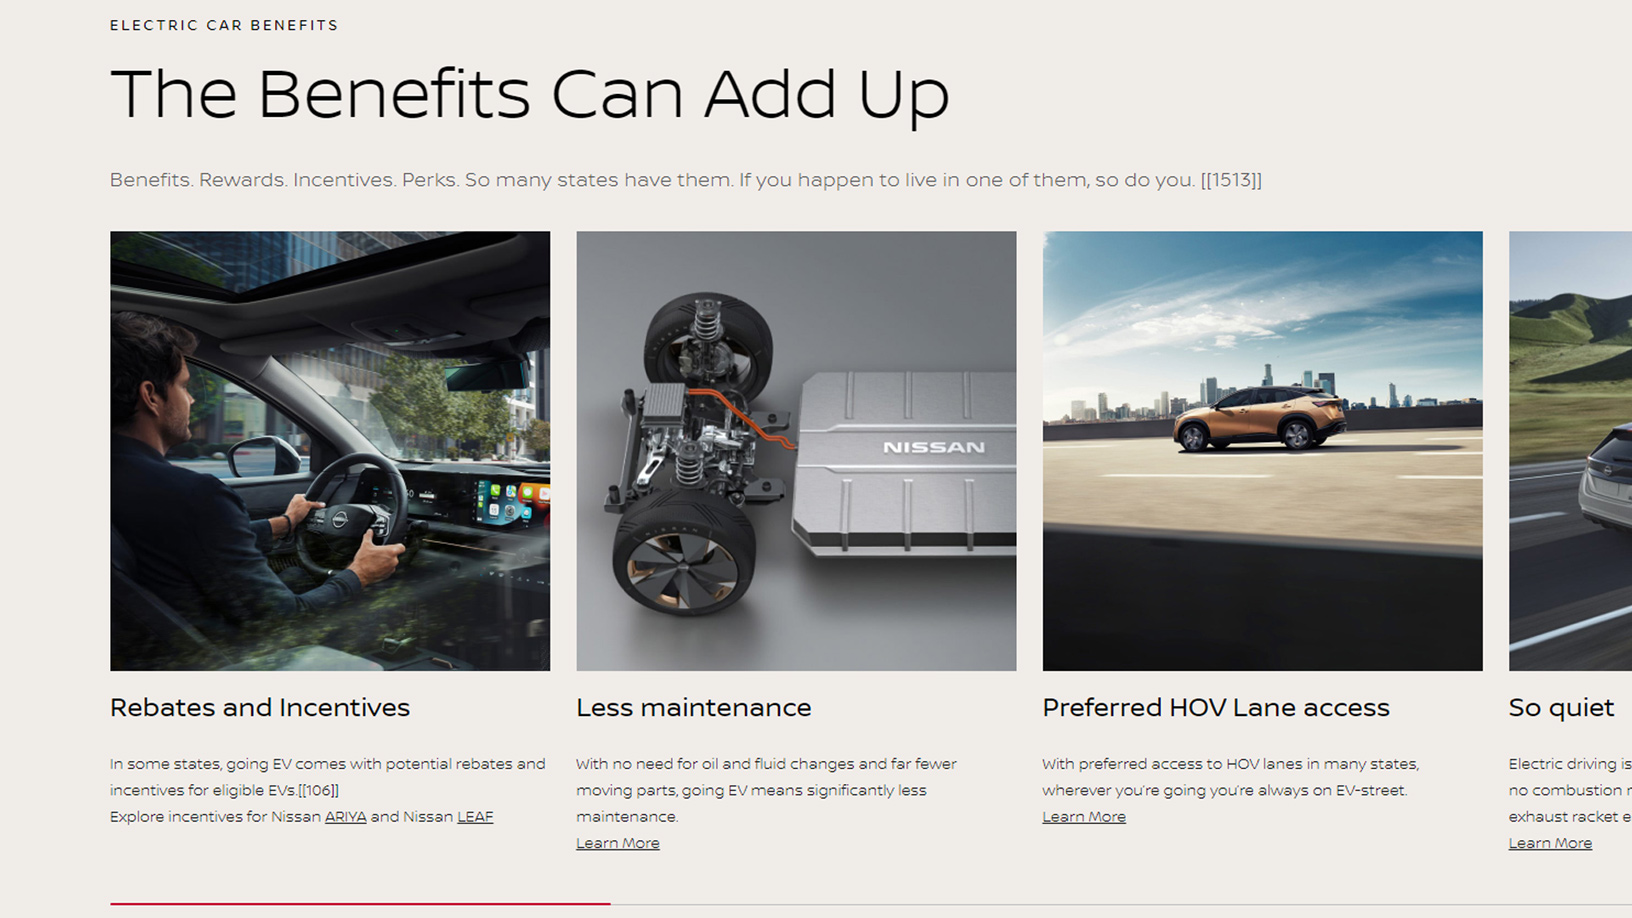 ELECTRIC CAR BENEFITS
The Benefits Can Add Up
Benefits. Rewards. Incentives. Perks. So many states have them. If you happen to live in one of them, so do you. [[1513]]
NISSAN
Rebates and Incentives
In some states, going EV comes with potential rebates and
incentives for eligible EVs.[[106]]
Explore incentives for Nissan ARIYA and Nissan LEAF
Less maintenance
With no need for oil and fluid changes and far fewer
moving parts, going EV means significantly less
maintenance.
Learn More
Preferred HOV Lane access
With preferred access to HOV lanes in many states,
wherever you're going you're always on EV-street.
Learn More
So quiet
Electric driving is
no combustion
exhaust racket
Learn More